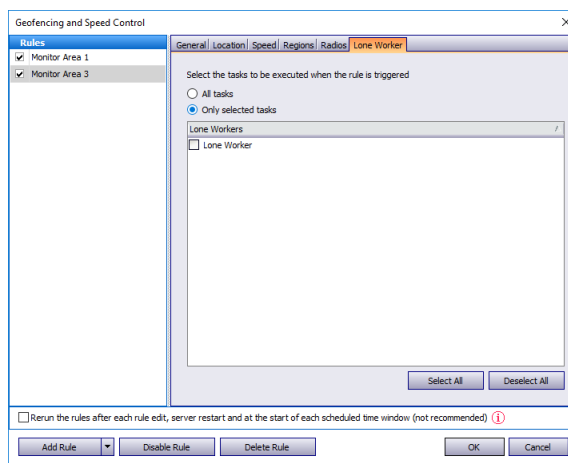 Geofencing and Speed Control
Rules
Monitor Area 1
Monitor Area 3
General Location Speed Regions Radios Lone Worker
Select the tasks to be executed when the rule is triggered
All tasks
Only selected tasks
Lone Workers
Lone Worker
Select All Deselect All
Rerun the rules after each rule edit, server restart and at the start of each scheduled time window (not recommended) i
Add Rule Disable Rule Delete Rule OK Cancel